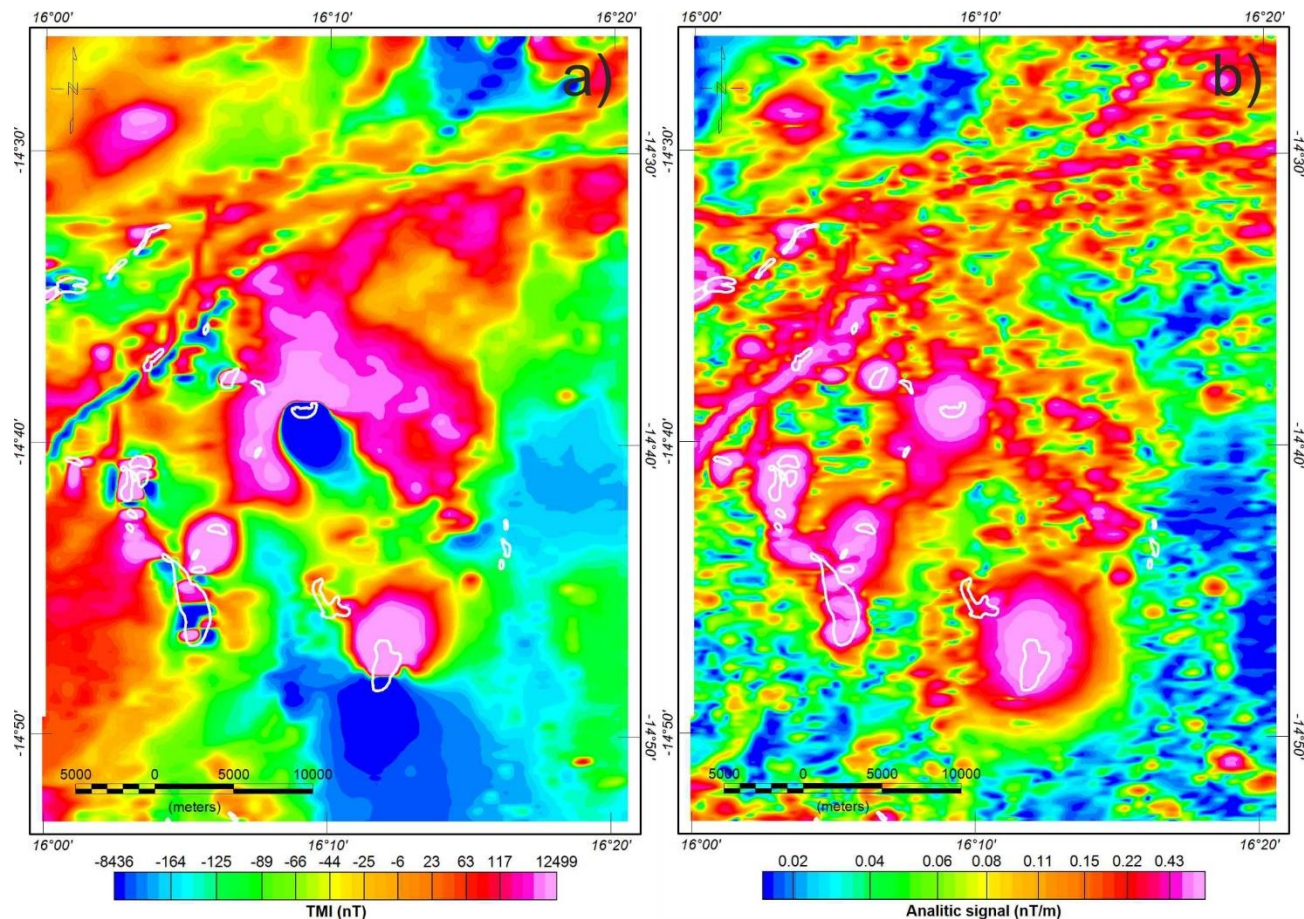 16°00' 16°10' 16°20' 16°00' 16°10' 16°20'
a) b)
N N
-14°30' -14°30' -14°30' -14°30'
-14°40' -14°40' -14°40' -14°40'
-14°50' -14°50' -14°50' -14°50'
5000 0 5000 10000 5000 0 5000 10000
(meters) (meters)
16°00' 16°10' 16°20' 16°00' 16°10' 16°20'
-8436 -164 -125 -89 -66 -44 -25 -6 23 63 117 12499
TMI (nT)
0.02 0.04 0.06 0.08 0.11 0.15 0.22 0.43
Analitic signal (nT/m)